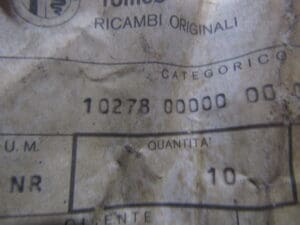 RICAMBI ORIGINALI
CATEGORICO
10278 00000 00
U.M. QUANTITA'
NR 10